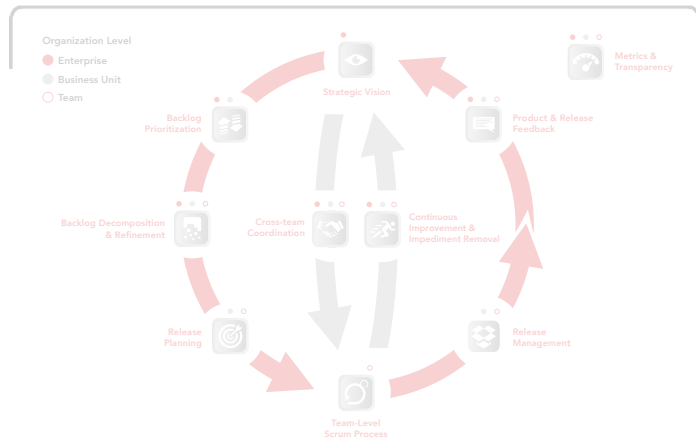 Organization Level
Enterprise
Business Unit
Team
Strategic Vision
Metrics &
Transparency
Backlog
Prioritization
Product & Release
Feedback
Backlog Decomposition
& Refinement
Cross-team
Coordination
Continuous
Improvement &
Impediment Removal
Release
Planning
Release
Management
Team-Level
Scrum Process